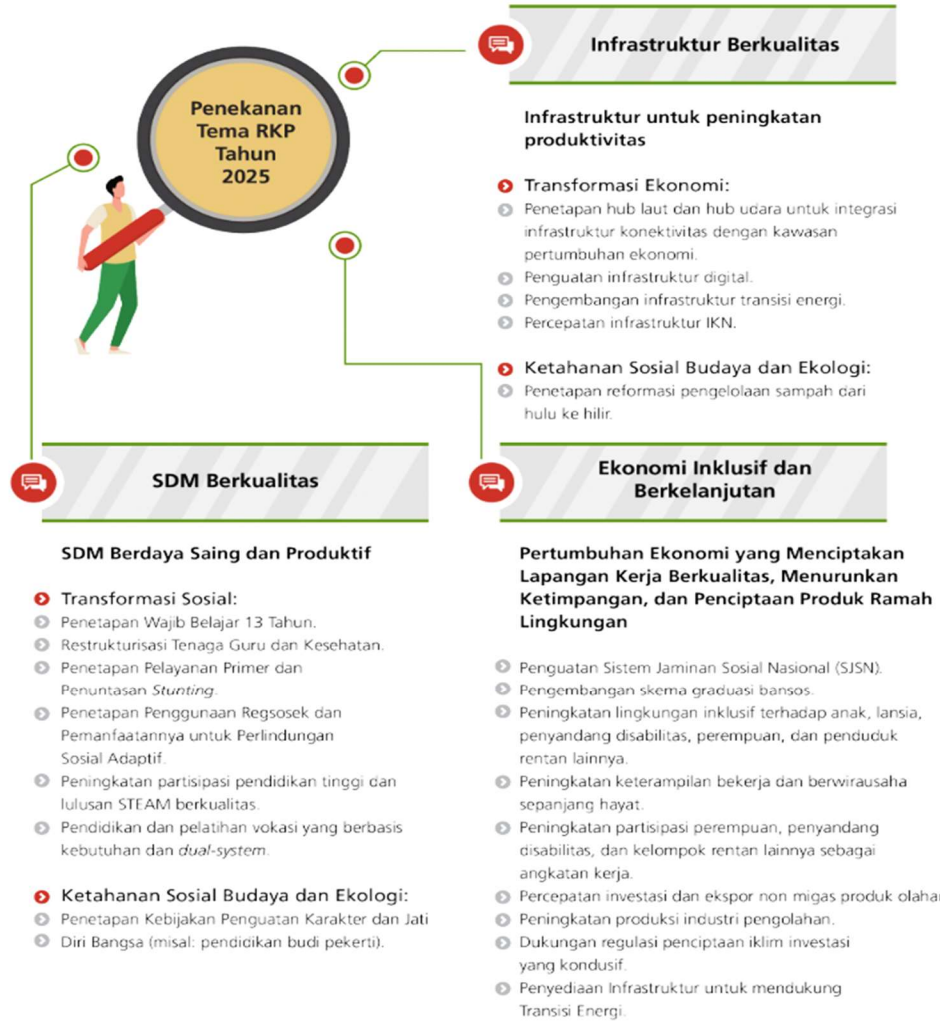 Penekanan
Tema RKP
Tahun
2025
Infrastruktur Berkualitas
Infrastruktur untuk peningkatan
produktivitas
Transformasi Ekonomi:
Penetapan hub laut dan hub udara untuk integrasi
infrastruktur konektivitas dengan kawasan
pertumbuhan ekonomi.
Penguatan infrastruktur digital.
Pengembangan infrastruktur transisi energi.
Percepatan infrastruktur IKN.
Ketahanan Sosial Budaya dan Ekologi:
Penetapan reformasi pengelolaan sampah dari
hulu ke hilir.
SDM Berkualitas
SDM Berdaya Saing dan Produktif
Transformasi Sosial:
Penetapan Wajib Belajar 13 Tahun.
Restrukturisasi Tenaga Guru dan Kesehatan.
Penetapan Pelayanan Primer dan
Penuntasan Stunting.
Penetapan Penggunaan Regsosek dan
Pemanfaatannya untuk Perlindungan
Sosial Adaptif.
Peningkatan partisipasi pendidikan tinggi dan
lulusan STEAM berkualitas.
Pendidikan dan pelatihan vokasi yang berbasis
kebutuhan dan dual-system.
Ketahanan Sosial Budaya dan Ekologi:
Penetapan Kebijakan Penguatan Karakter dan Jati
Diri Bangsa (misal: pendidikan budi pekerti).
Ekonomi Inklusif dan
Berkelanjutan
Pertumbuhan Ekonomi yang Menciptakan
Lapangan Kerja Berkualitas, Menurunkan
Ketimpangan, dan Penciptaan Produk Ramah
Lingkungan
Penguatan Sistem Jaminan Sosial Nasional (SJSN).
Pengembangan skema graduasi bansos.
Peningkatan lingkungan inklusif terhadap anak, lansia,
penyandang disabilitas, perempuan, dan penduduk
rentan lainnya.
Peningkatan keterampilan bekerja dan berwirausaha
sepanjang hayat.
Peningkatan partisipasi perempuan, penyandang
disabilitas, dan kelompok rentan lainnya sebagai
angkatan kerja.
Percepatan investasi dan ekspor non migas produk olahan
Peningkatan produksi industri pengolahan.
Dukungan regulasi penciptaan iklim investasi
yang kondusif.
Penyediaan Infrastruktur untuk mendukung
Transisi Energi.